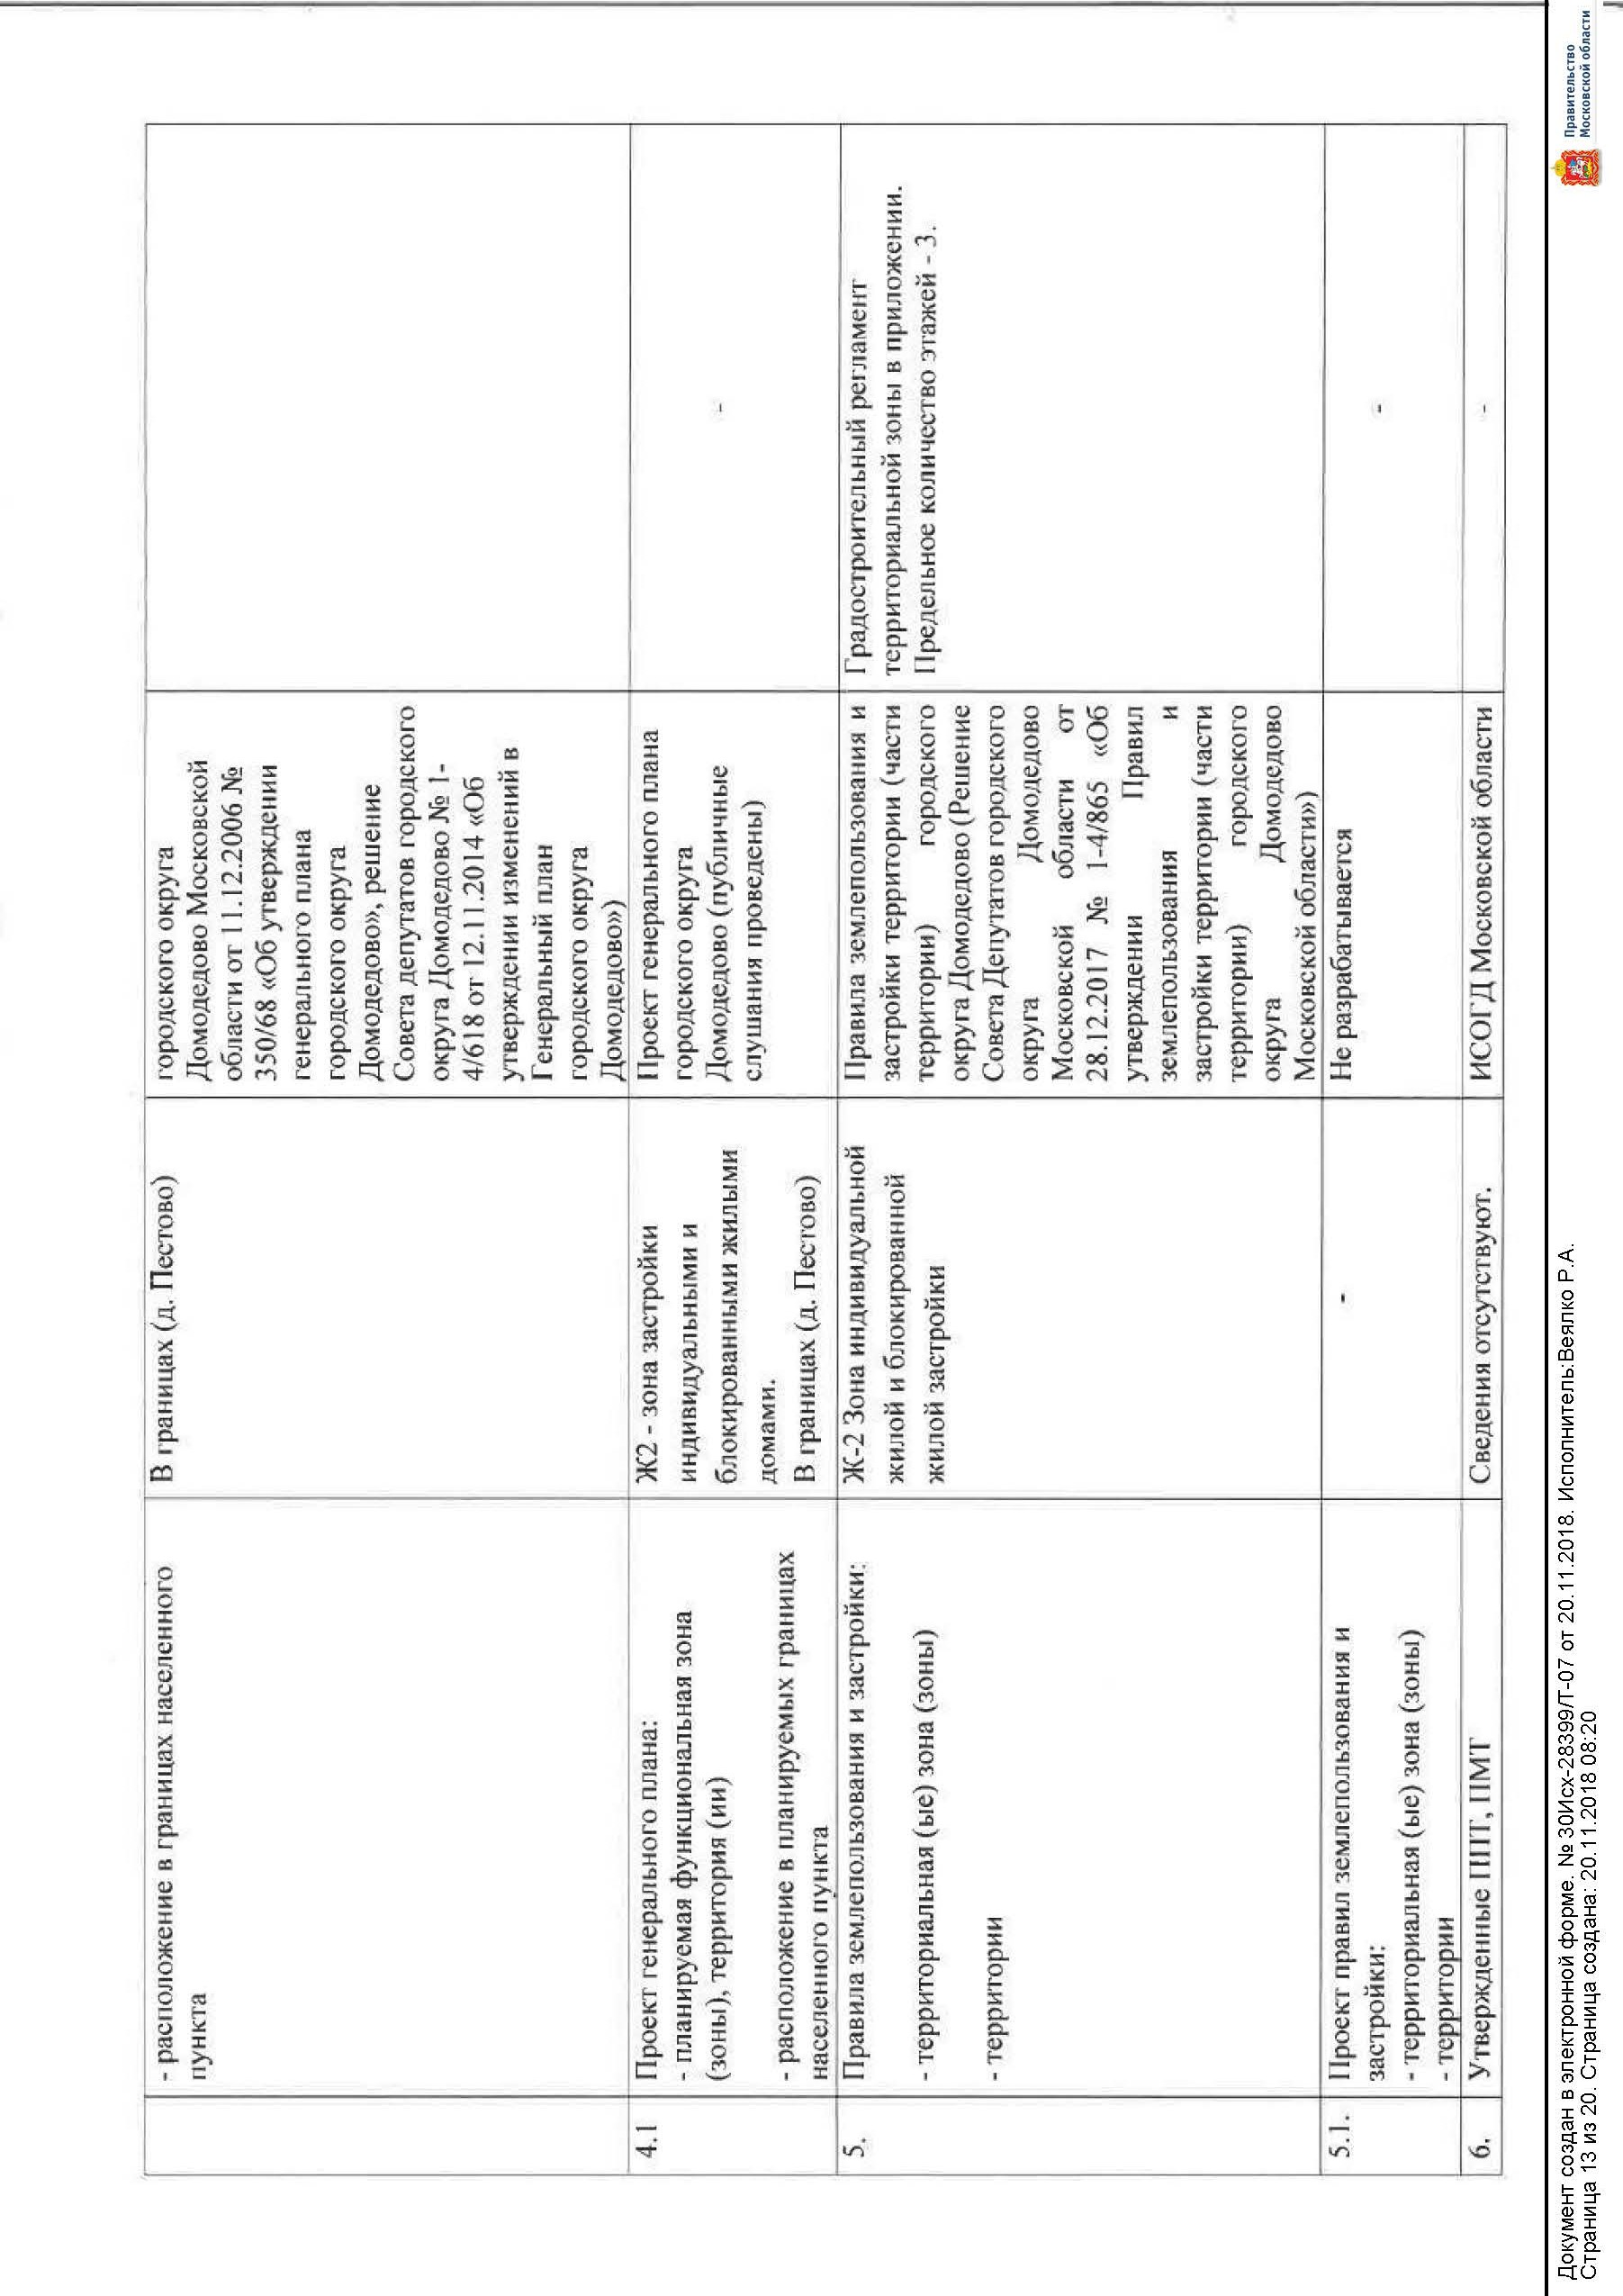 - расположение в границах населенного
пункта
В границах (д. Пестово)
городского округа
Домодедово Московской
области от 11.12.2006 №
350/68 «Об утверждении
генерального плана
городского округа
Домодедово», решение
Совета депутатов городского
округа Домодедово № 1-
4/618 от 12.11.2014 «Об
утверждении изменений в
Генеральный план
городского округа
Домодедово»)
4.1
Проект генерального плана:
- планируемая функциональная зона
(зоны), территория (ии)
- расположение в планируемых границах
населенного пункта
Ж2 - зона застройки
индивидуальными и
блокированными жилыми
домами.
В границах (д. Пестово)
Проект генерального плана
городского округа
Домодедово (публичные
слушания проведены)
-
5.
Правила землепользования и застройки:
- территориальная (ые) зона (зоны)
- территории
Ж-2 Зона индивидуальной
жилой и блокированной
жилой застройки
Правила землепользования и
застройки территории (части
территории) городского
округа Домодедово (Решение
Совета Депутатов городского
округа Домодедово
Московской области от
28.12.2017 № 1-4/865 «Об
утверждении Правил
землепользования и
застройки территории (части
территории) городского
округа Домодедово
Московской области»)
Градостроительный регламент
территориальной зоны в приложении.
Предельное количество этажей - 3.
5.1.
Проект правил землепользования и
застройки:
- территориальная (ые) зона (зоны)
- территории
-
Не разрабатывается
-
6.
Утвержденные ППТ, ПМТ
Сведения отсутствуют.
ИСОГД Московской области
-
Документ создан в электронной форме. № 30Исх-28399/Т-07 от 20.11.2018. Исполнитель:Веялко Р.А.
Страница 13 из 20. Страница создана: 20.11.2018 08:20
Правительство
Московской области